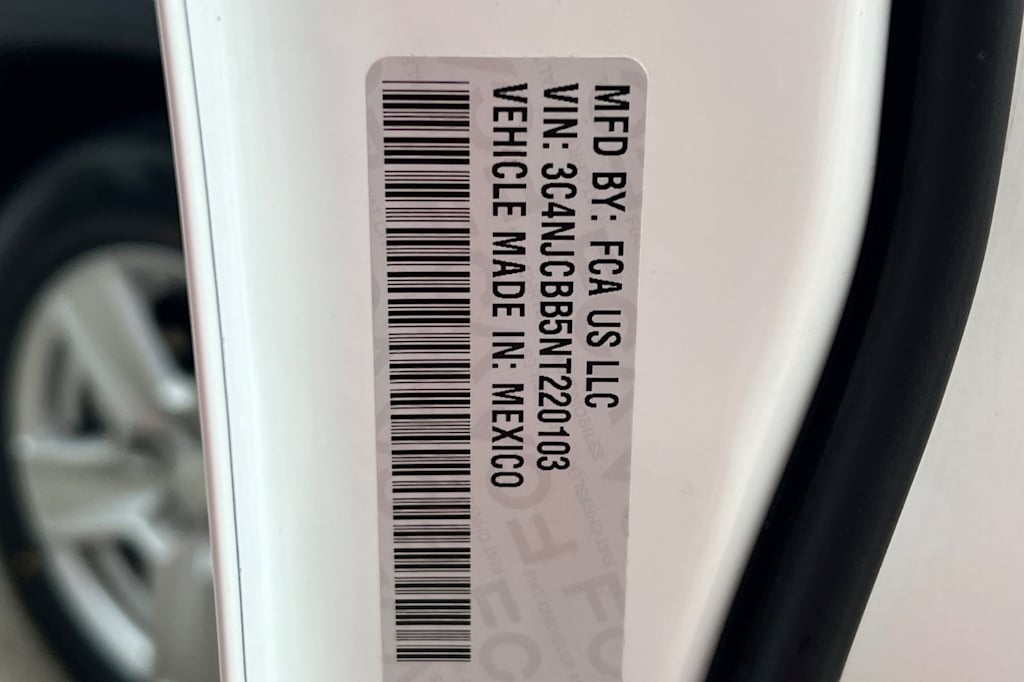 MFD BY: FCA US LLC
VIN: 3C4NJCBB5NT220103
VEHICLE MADE IN: MEXICO